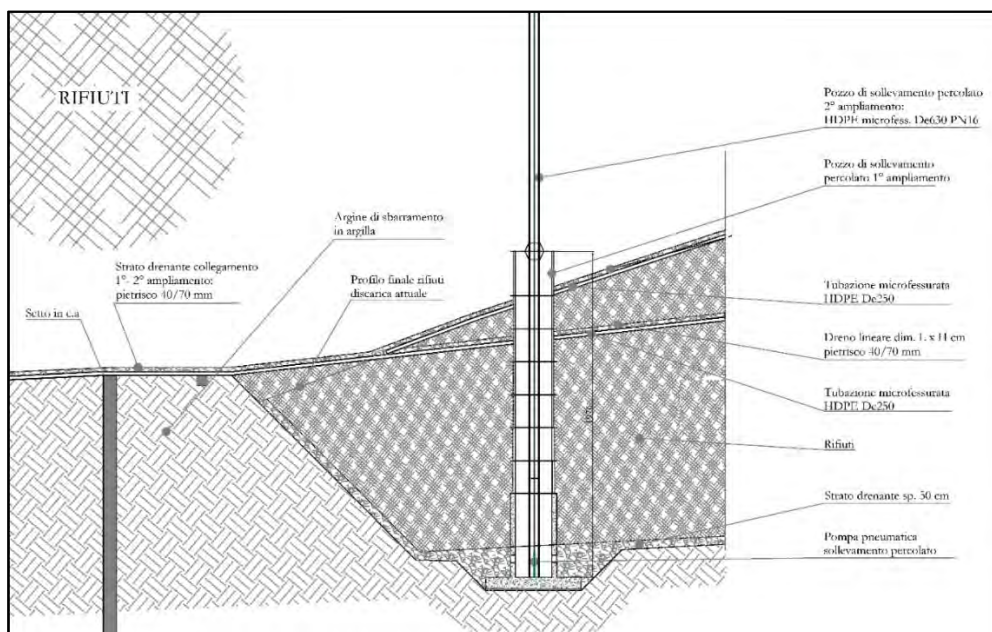 RIFIUTI
Pozzo di sollevamento percolato
2° ampliamento:
HDPE microfess. De630 PN16
Pozzo di sollevamento
percolato 1° ampliamento
Argine di sbarramento
in argilla
Strato drenante collegamento
1°- 2° ampliamento:
pietrisco 40/70 mm
Profilo finale rifiuti
discarica attuale
Setto in c.a
Tubazione microfessurata
HDPE De250
Dreno lineare dim. L x H cm
pietrisco 40/70 mm
Tubazione microfessurata
HDPE De250
Rifiuti
Strato drenante sp. 50 cm
Pompa pneumatica
sollevamento percolato